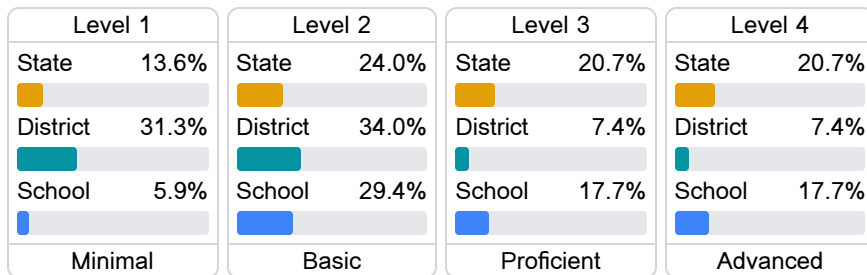 Level 1
State 13.6%
District 31.3%
School 5.9%
Minimal
Level 2
State 24.0%
District 34.0%
School 29.4%
Basic
Level 3
State 20.7%
District 7.4%
School 17.7%
Proficient
Level 4
State 20.7%
District 7.4%
School 17.7%
Advanced